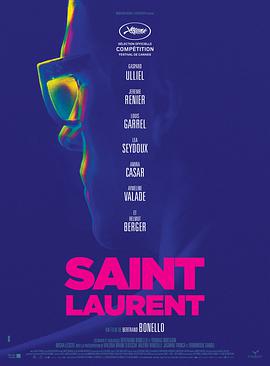 SÉLECTION OFFICIELLE
COMPÉTITION
FESTIVAL DE CANNES
GASPARD
ULLIEL
JÉRÉMIE
RENIER
LOUIS
GARREL
LÉA
SEYDOUX
AMIRA
CASAR
AYMELINE
VALADE
ET HELMUT
BERGER
SAINT
LAURENT
UN FILM DE BERTRAND BONELLO